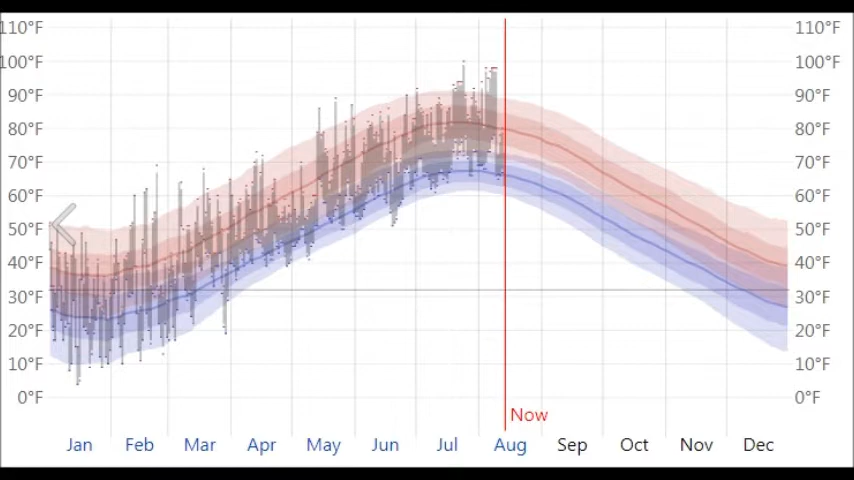 110°F 110°F
100°F 100°F
90°F 90°F
80°F 80°F
70°F 70°F
60°F 60°F
50°F 50°F
40°F 40°F
30°F 30°F
20°F 20°F
10°F 10°F
0°F 0°F
Now
Jan Feb Mar Apr May Jun Jul Aug Sep Oct Nov Dec